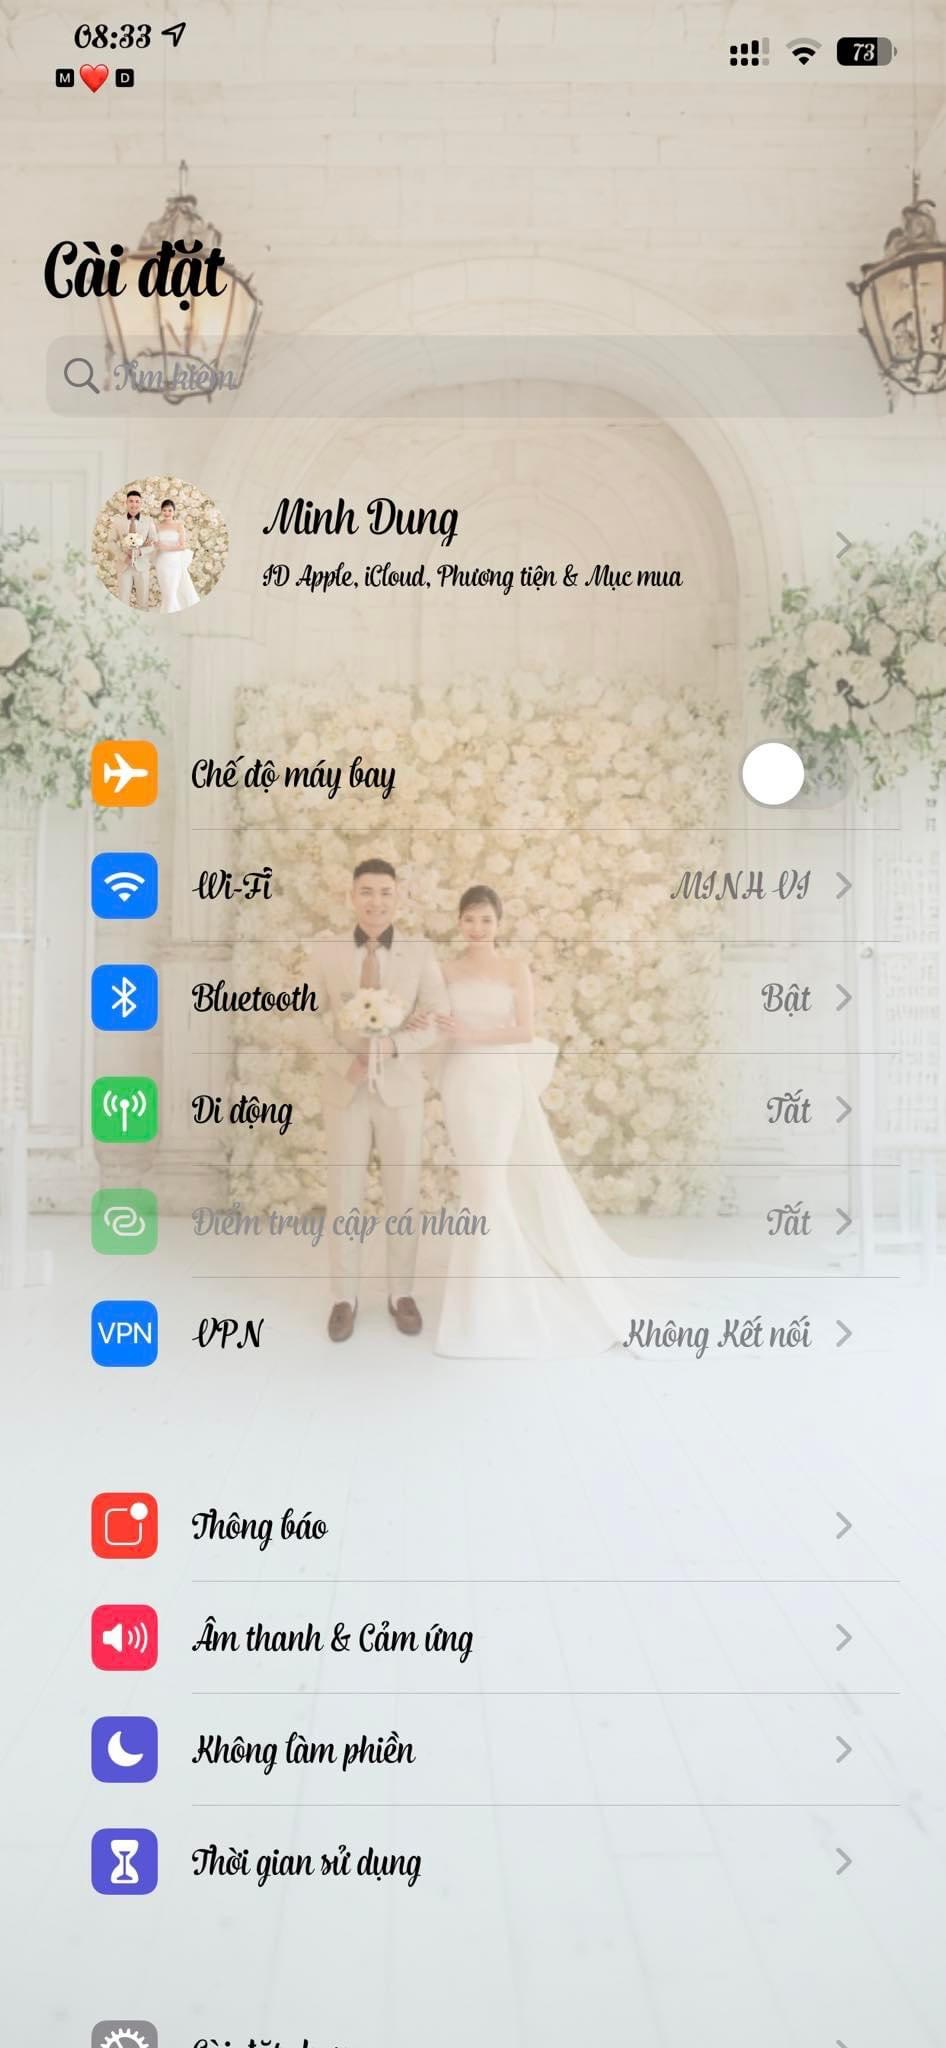 08:33
M ❤️ D
73
Cài đặt
Tìm kiếm
Minh Dung
ID Apple, iCloud, Phương tiện & Mục mua
Chế độ máy bay
Wi-Fi MINH VI
Bluetooth Bật
Di động Tắt
Điểm truy cập cá nhân Tắt
VPN VPN Không Kết nối
Thông báo
Âm thanh & Cảm ứng
Không làm phiền
Thời gian sử dụng